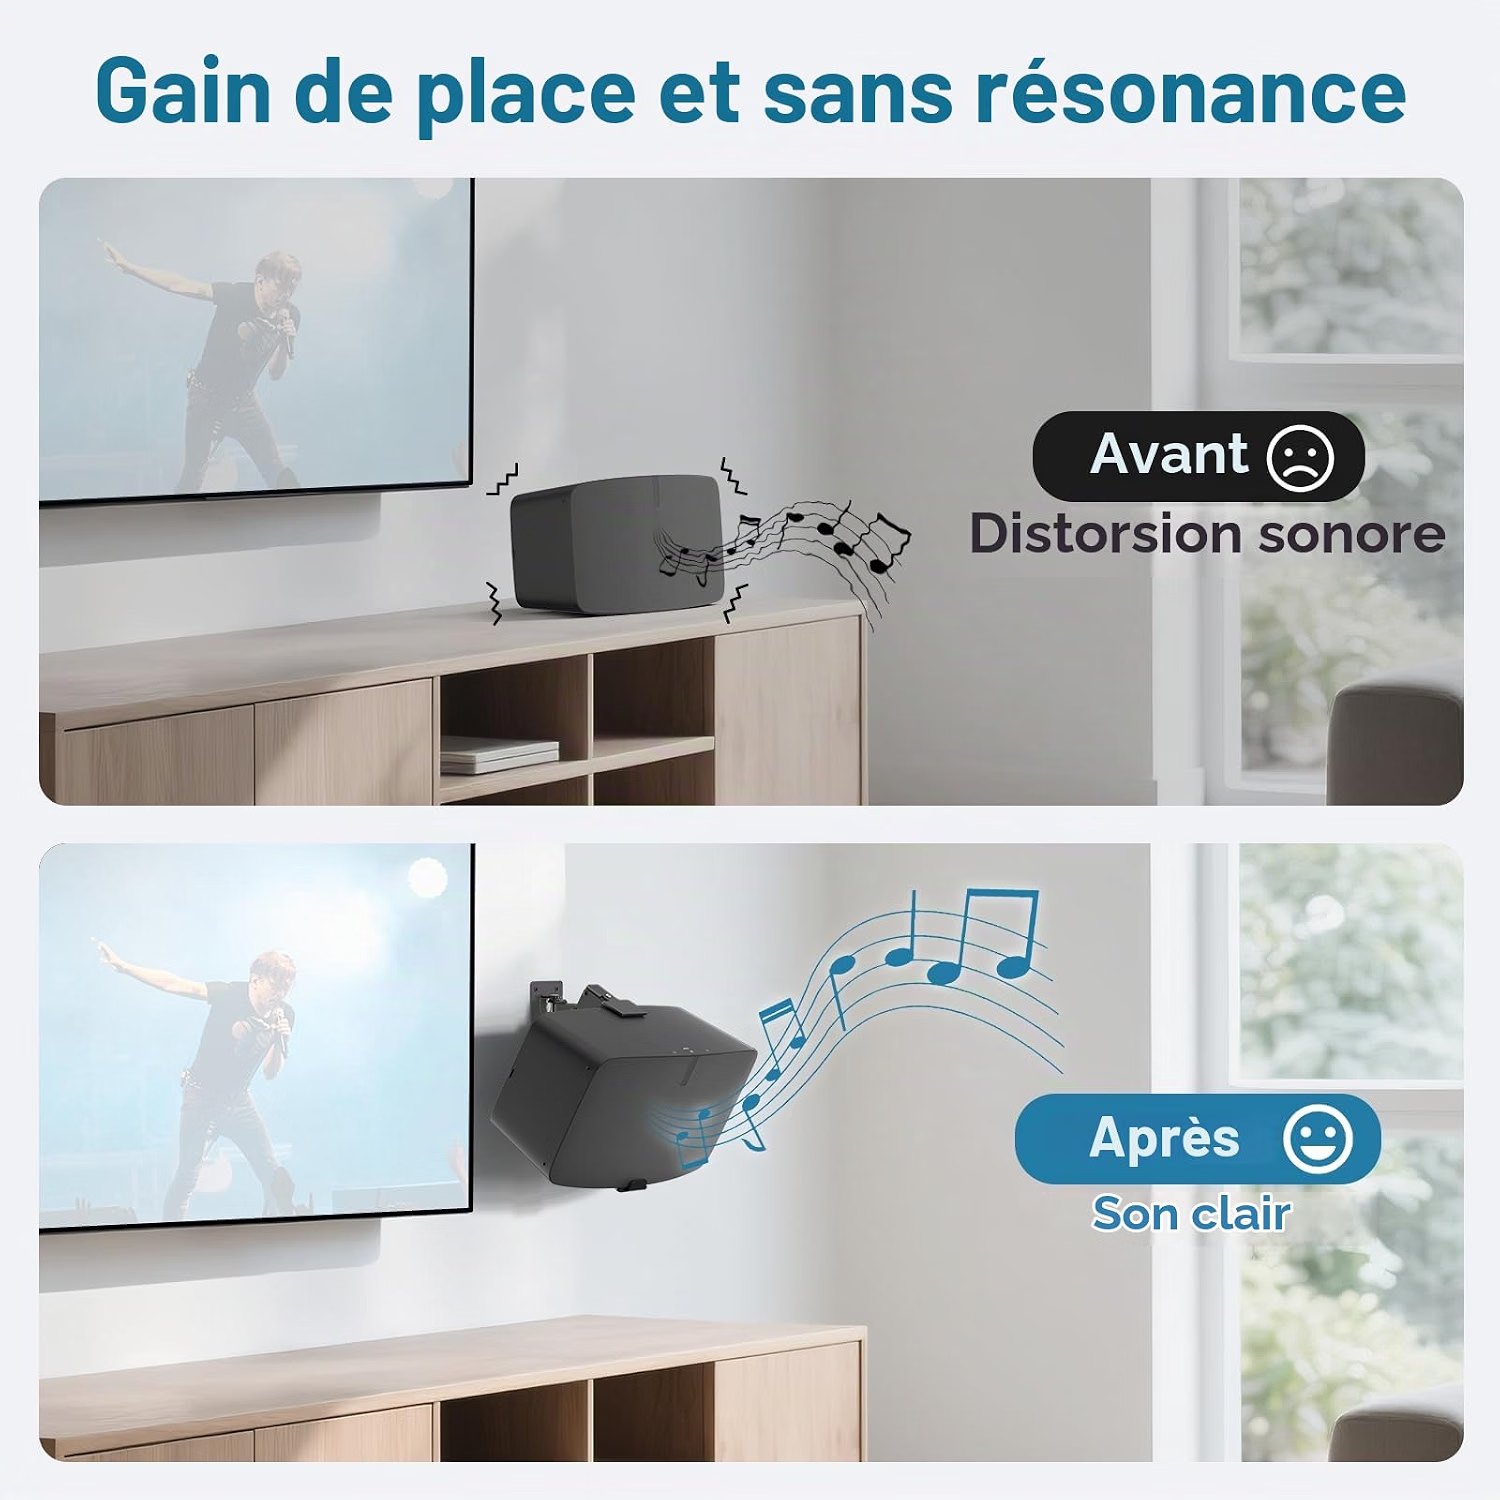 Gain de place et sans résonance
Avant
Distorsion sonore
Après
Son clair